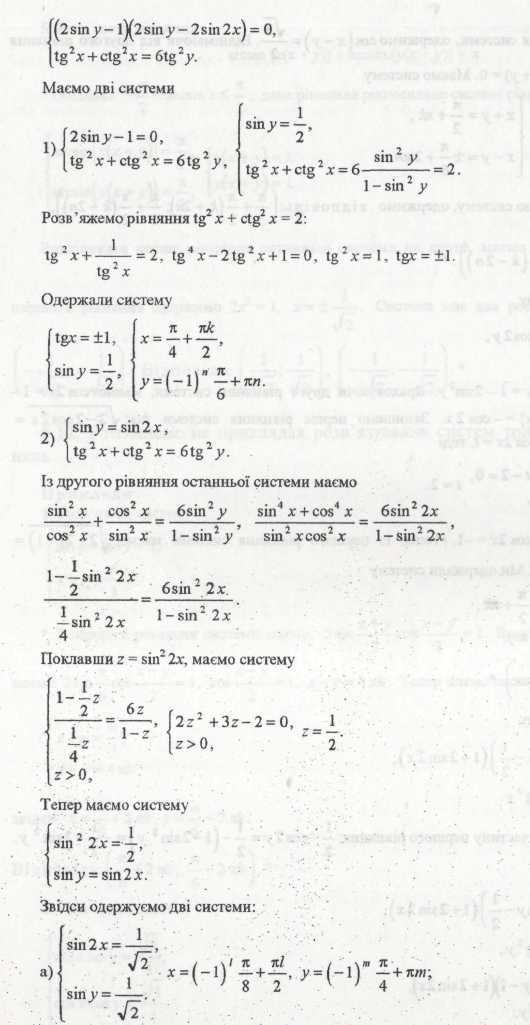 {(2sin y−1)(2sin y−2sin 2x) = 0,
tg²x+ctg²x = 6tg²y.
Маємо дві системи
1) {2sin y−1=0, {sin y = 1/2,
tg²x+ctg²x = 6tg²y, tg²x+ctg²x = 6 sin²y/(1−sin²y) = 2.
Розв'яжемо рівняння tg²x + ctg²x = 2:
tg²x + 1/tg²x = 2, tg⁴x−2tg²x+1=0, tg²x=1, tgx=±1.
Одержали систему
{tgx=±1, {x = π/4 + πk/2,
sin y = 1/2, y = (−1)ⁿ π/6 + πn.
2) {sin y = sin 2x,
tg²x+ctg²x = 6tg²y.
Із другого рівняння останньої системи маємо
sin²x/cos²x + cos²x/sin²x = 6sin²y/(1−sin²y), (sin⁴x+cos⁴x)/(sin²xcos²x) = 6sin²2x/(1−sin²2x),
(1−1/2 sin²2x)/(1/4 sin²2x) = 6sin²2x/(1−sin²2x).
Поклавши z = sin²2x, маємо систему
{(1−1/2 z)/(1/4 z) = 6z/(1−z), {2z²+3z−2=0, z = 1/2.
z>0, z>0,
Тепер маємо систему
{sin²2x = 1/2,
sin y = sin 2x.
Звідси одержуємо дві системи:
а) {sin 2x = 1/√2, x = (−1)ˡ π/8 + πl/2, y = (−1)ᵐ π/4 + πm;
sin y = 1/√2.